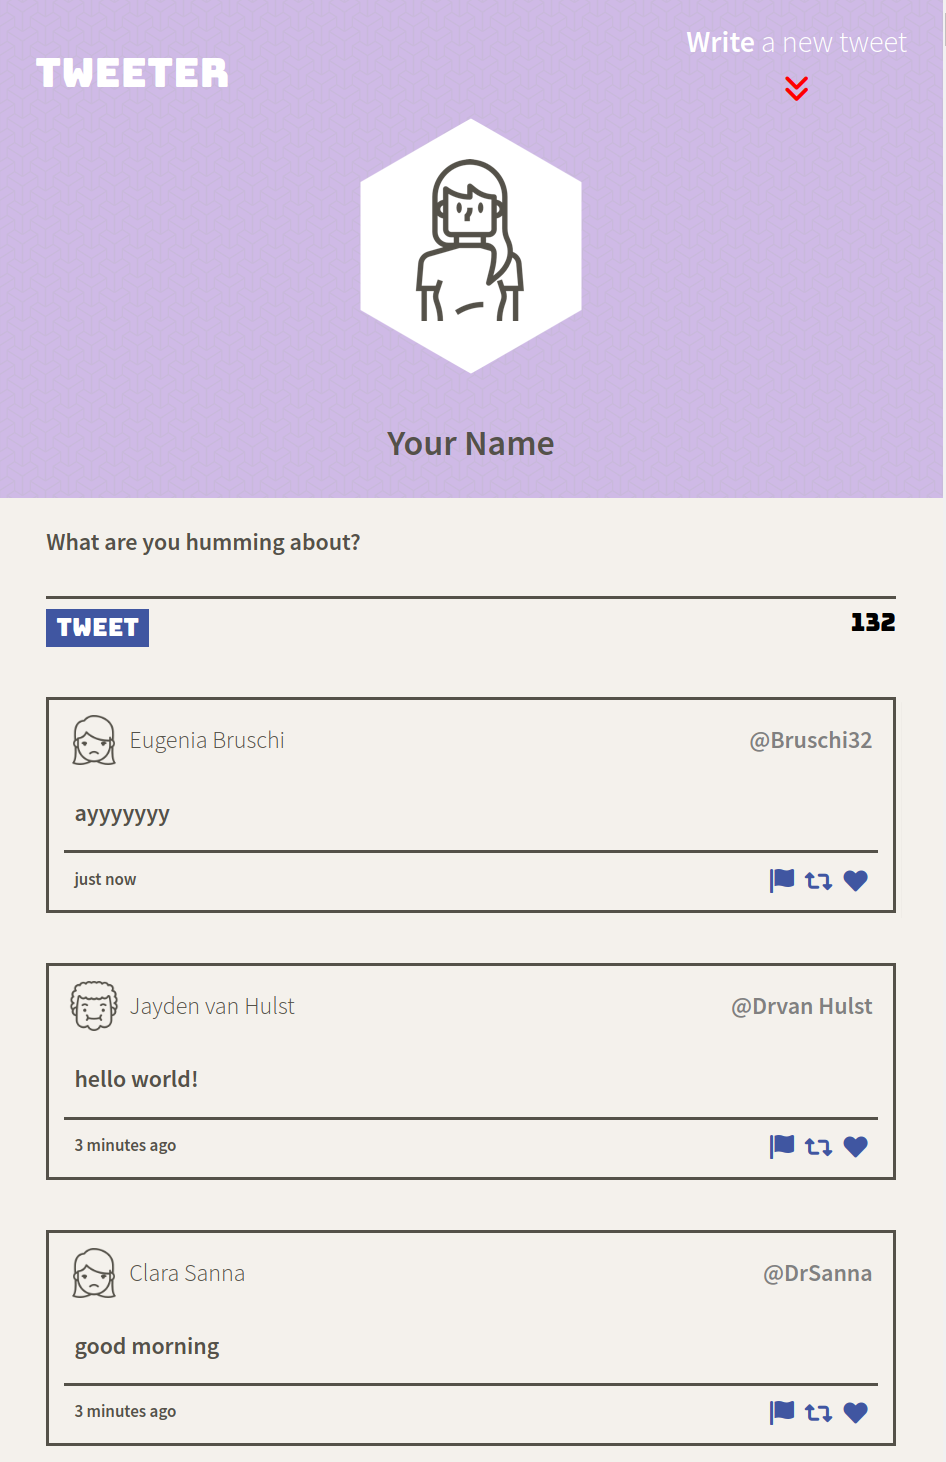 TWEETER
Write a new tweet
Your Name
What are you humming about?
TWEET
132
Eugenia Bruschi
@Bruschi32
ayyyyyyy
just now
Jayden van Hulst
@Drvan Hulst
hello world!
3 minutes ago
Clara Sanna
@DrSanna
good morning
3 minutes ago